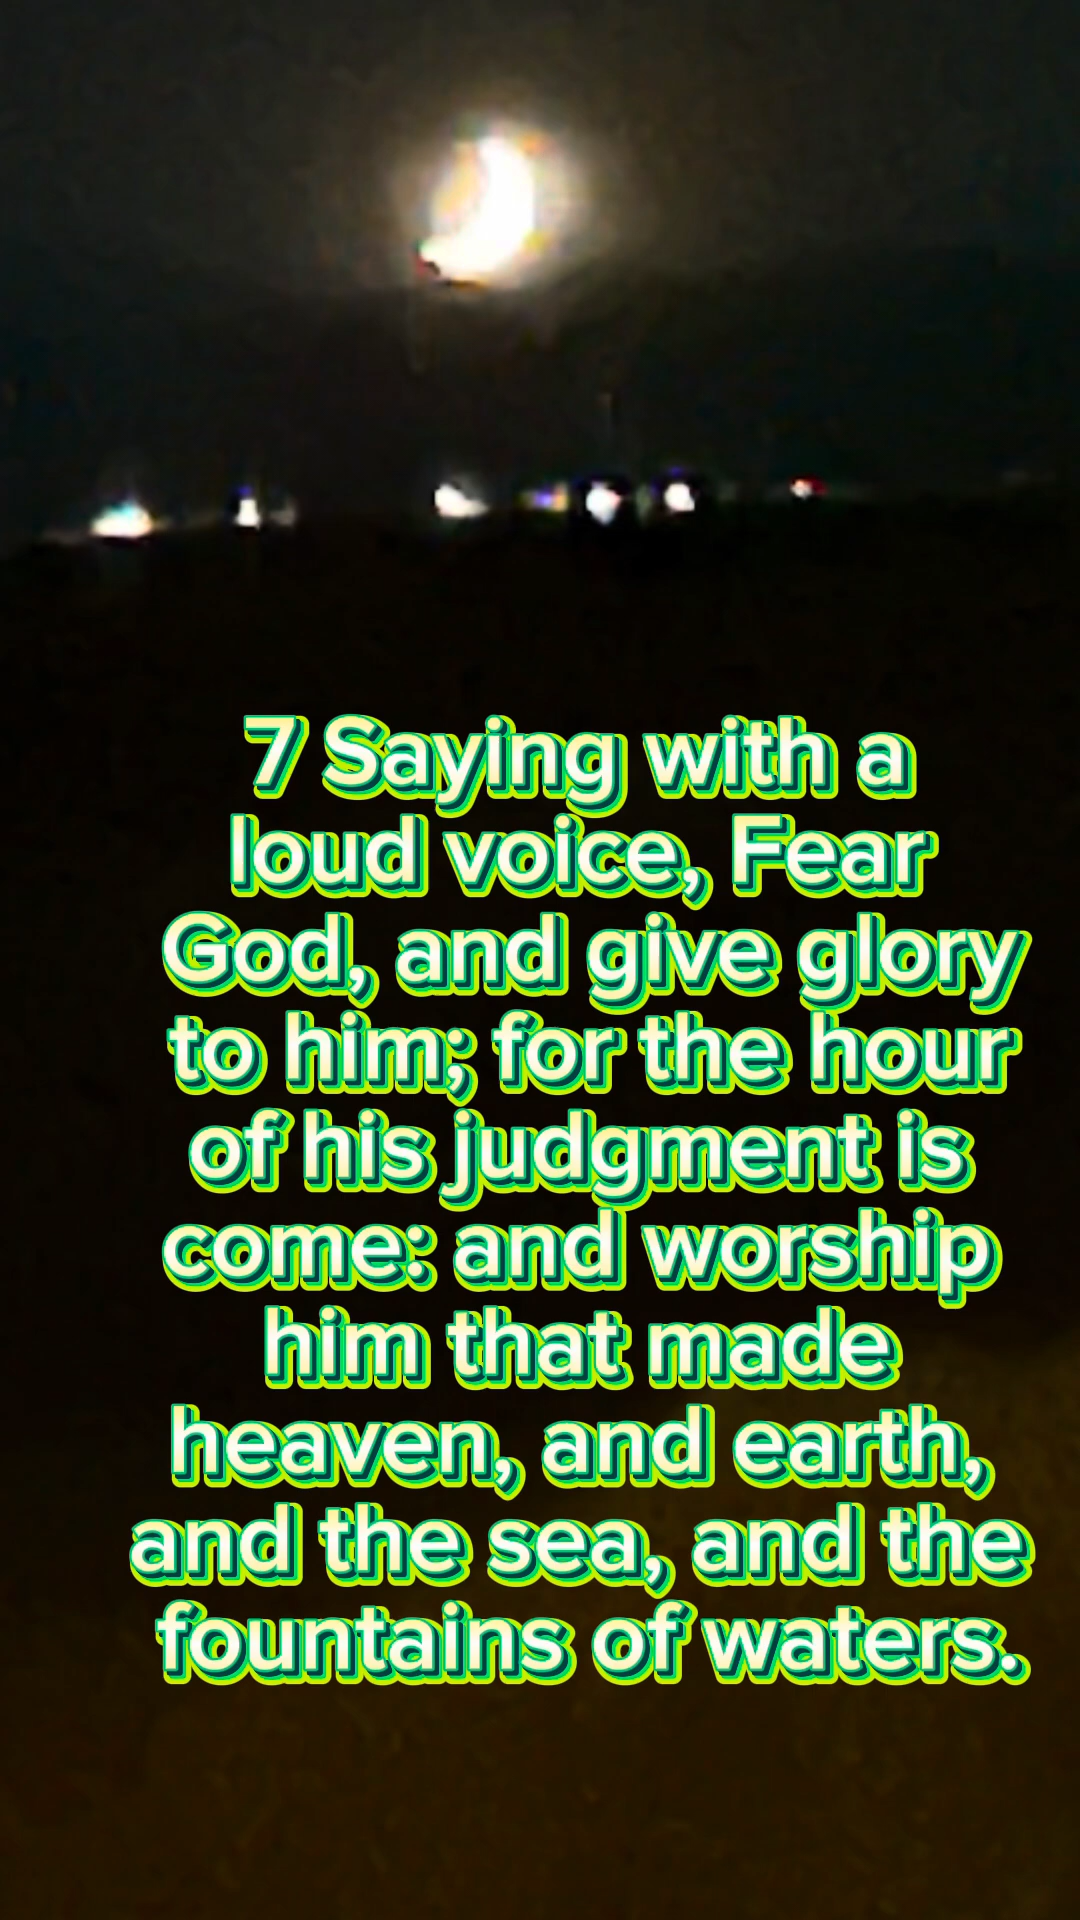 7 Saying with a
loud voice, Fear
God, and give glory
to him; for the hour
of his judgment is
come: and worship
him that made
heaven, and earth,
and the sea, and the
fountains of waters.